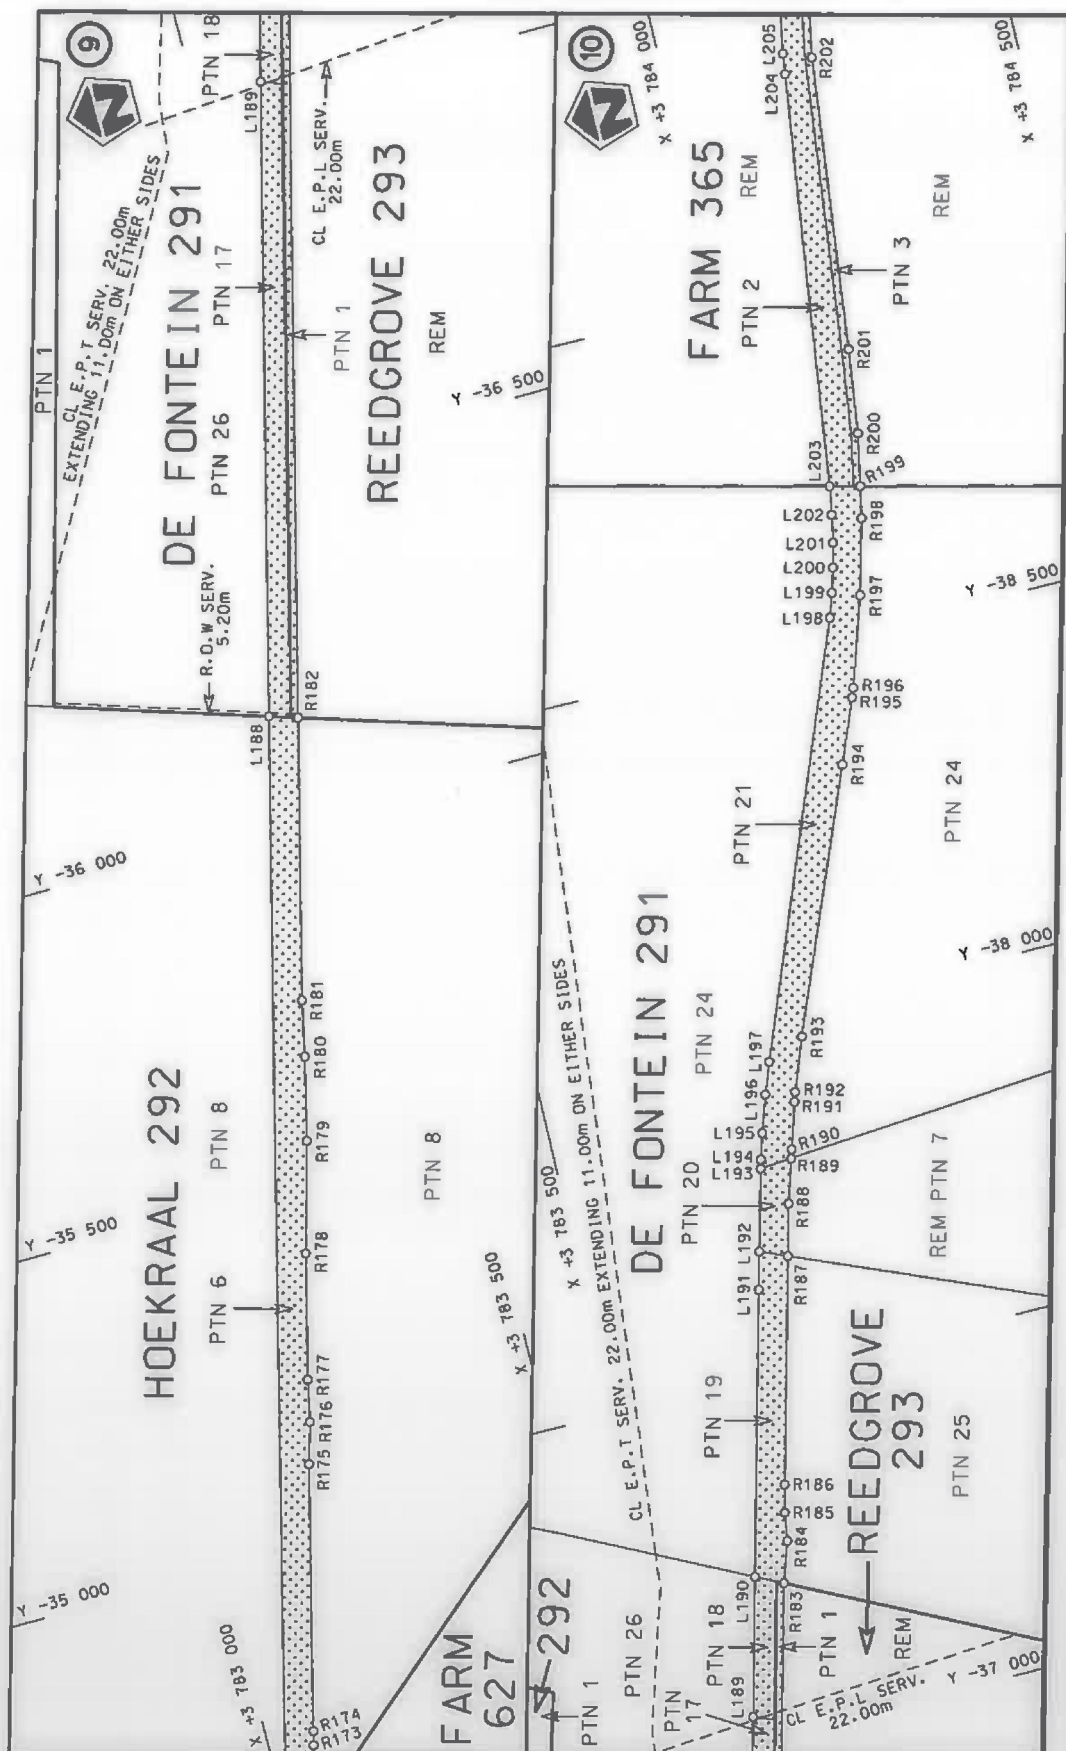 9
N
PTN 1
CL E.P.T SERV. 22.00m
EXTENDING 11.00m ON EITHER SIDES
DE FONTEIN 291
PTN 26
PTN 17
PTN 18
L189
CL E.P.L SERV.
22.00m
PTN 1
REEDGROVE 293
REM
Y -36 500
R.O.W SERV.
5.20m
L188
R182
Y -36 000
HOEKRAAL 292
PTN 8
PTN 6
PTN 8
R181
R180
R179
R178
R177
R176
R175
R174
R173
Y -35 500
Y -35 000
X +3 783 500
X +3 783 000
FARM
627
10
N
X +3 784 000
X +3 784 500
L205
L204
R202
FARM 365
REM
PTN 2
PTN 3
REM
R201
R200
L203
R199
L202
R198
L201
L200
L199
R197
L198
Y -38 500
R196
R195
R194
PTN 21
PTN 24
Y -38 000
DE FONTEIN 291
PTN 24
PTN 20
L197
R193
L196
R192
R191
L195
R190
L194
R189
L193
R188
L192
R187
L191
REM PTN 7
X +3 783 500
CL E.P.T SERV. 22.00m EXTENDING 11.00m ON EITHER SIDES
PTN 19
R186
R185
R184
REEDGROVE
293
PTN 25
L190
R183
292
PTN 1
PTN 26
PTN 18
PTN 1
REM
PTN
17
L189
CL E.P.L SERV.
22.00m
Y -37 000